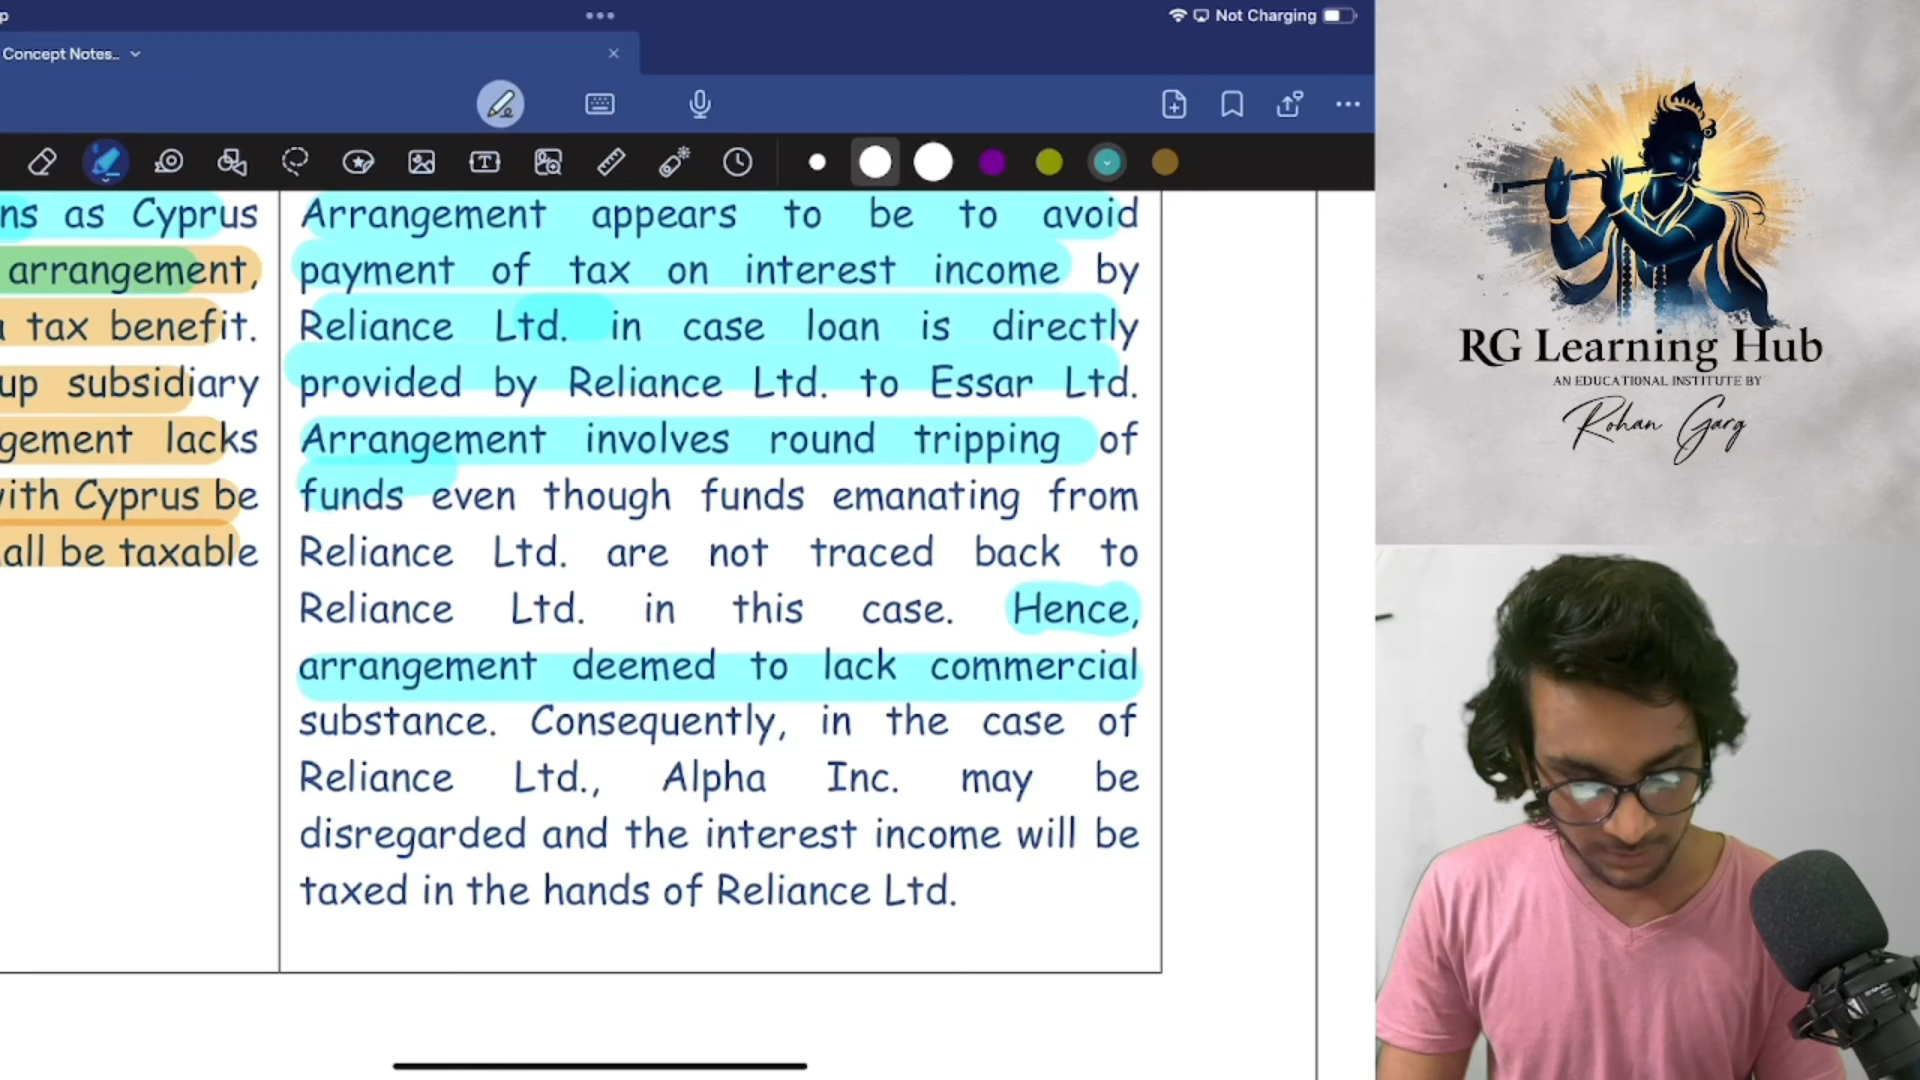 p
Not Charging
Concept Notes..
ns as Cyprus
arrangement,
a tax benefit.
up subsidiary
gement lacks
with Cyprus be
all be taxable
Arrangement appears to be to avoid
payment of tax on interest income by
Reliance Ltd. in case loan is directly
provided by Reliance Ltd. to Essar Ltd.
Arrangement involves round tripping of
funds even though funds emanating from
Reliance Ltd. are not traced back to
Reliance Ltd. in this case. Hence,
arrangement deemed to lack commercial
substance. Consequently, in the case of
Reliance Ltd., Alpha Inc. may be
disregarded and the interest income will be
taxed in the hands of Reliance Ltd.
RG Learning Hub
AN EDUCATIONAL INSTITUTE BY
Rohan Garg